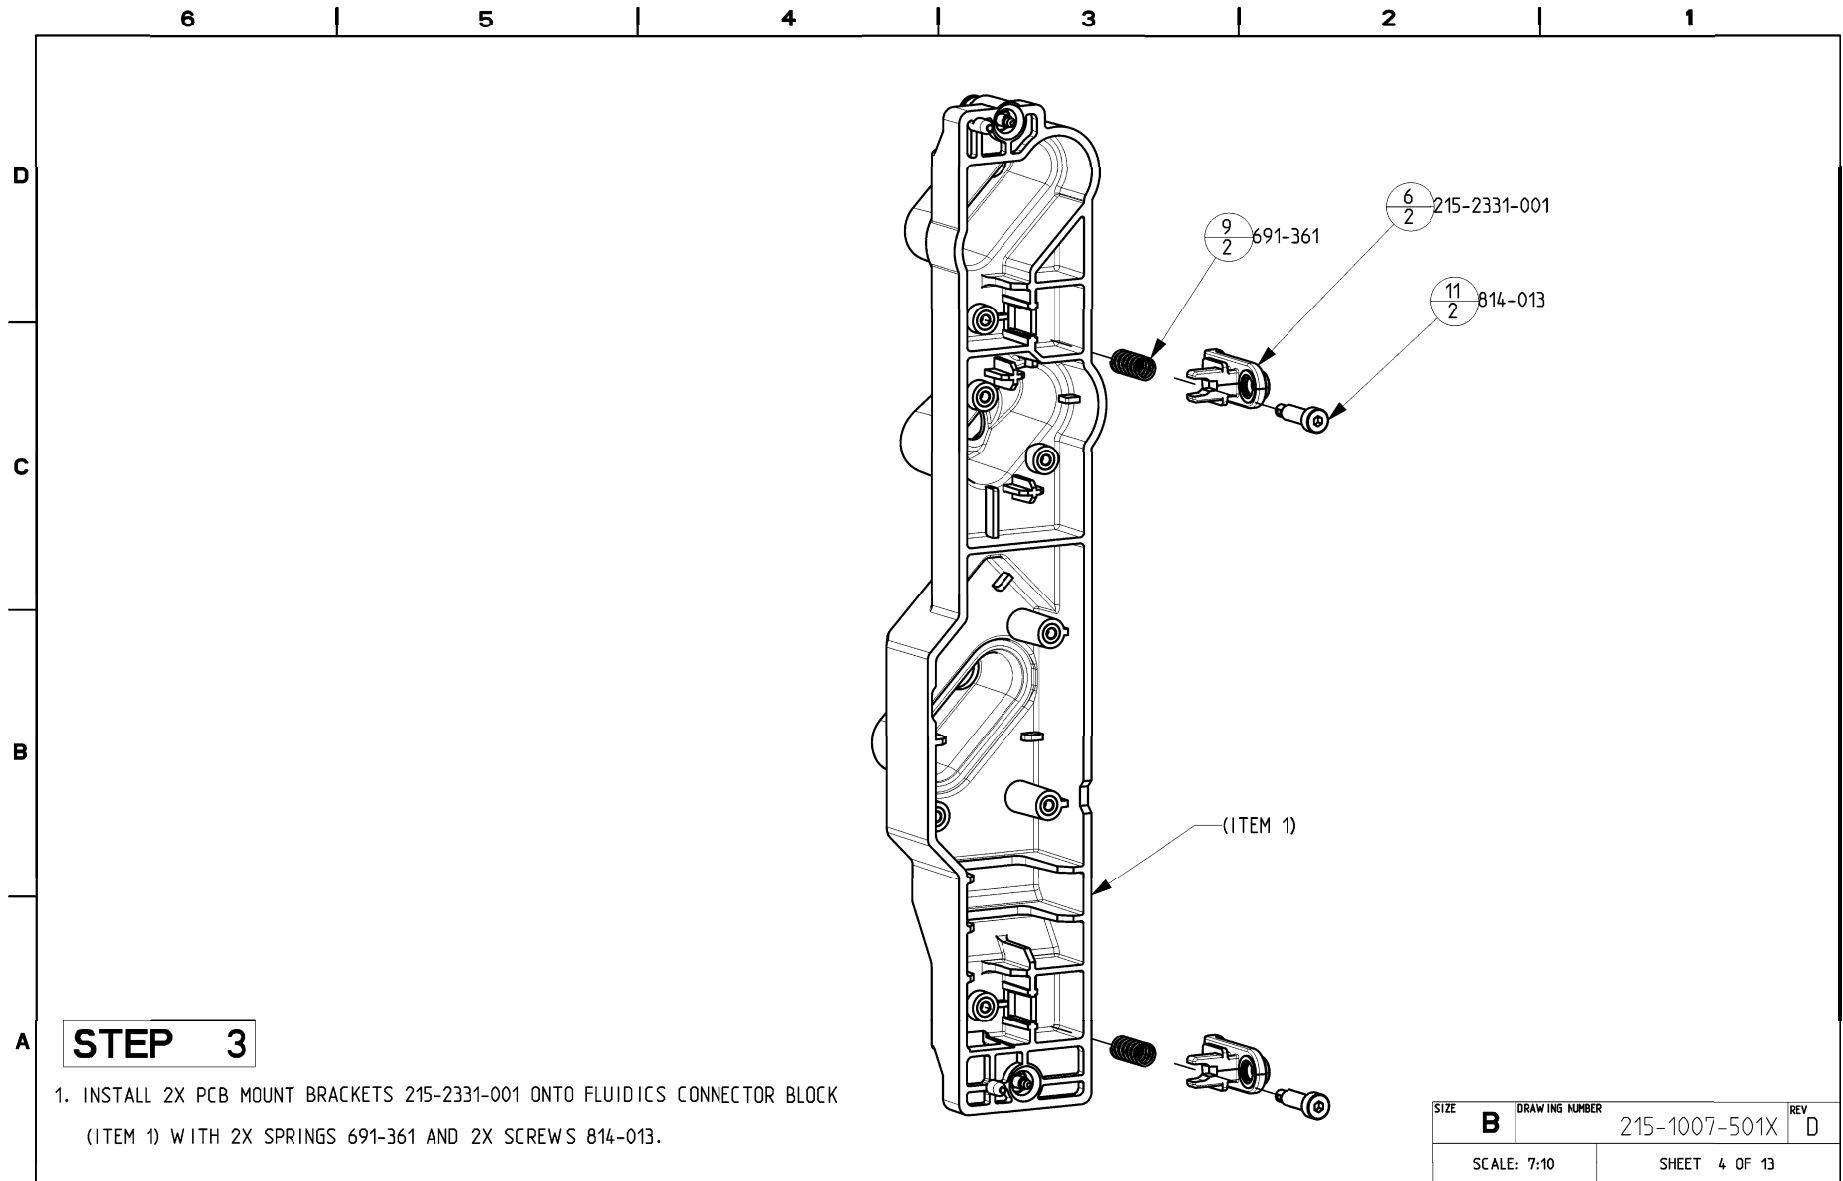 6 5 4 3 2 1
D
C
B
A
6
2
215-2331-001
9
2
691-361
11
2
814-013
(ITEM 1)
STEP 3
1. INSTALL 2X PCB MOUNT BRACKETS 215-2331-001 ONTO FLUIDICS CONNECTOR BLOCK
(ITEM 1) WITH 2X SPRINGS 691-361 AND 2X SCREWS 814-013.
SIZE
B
DRAWING NUMBER
215-1007-501X
REV
D
SCALE: 7:10
SHEET 4 OF 13